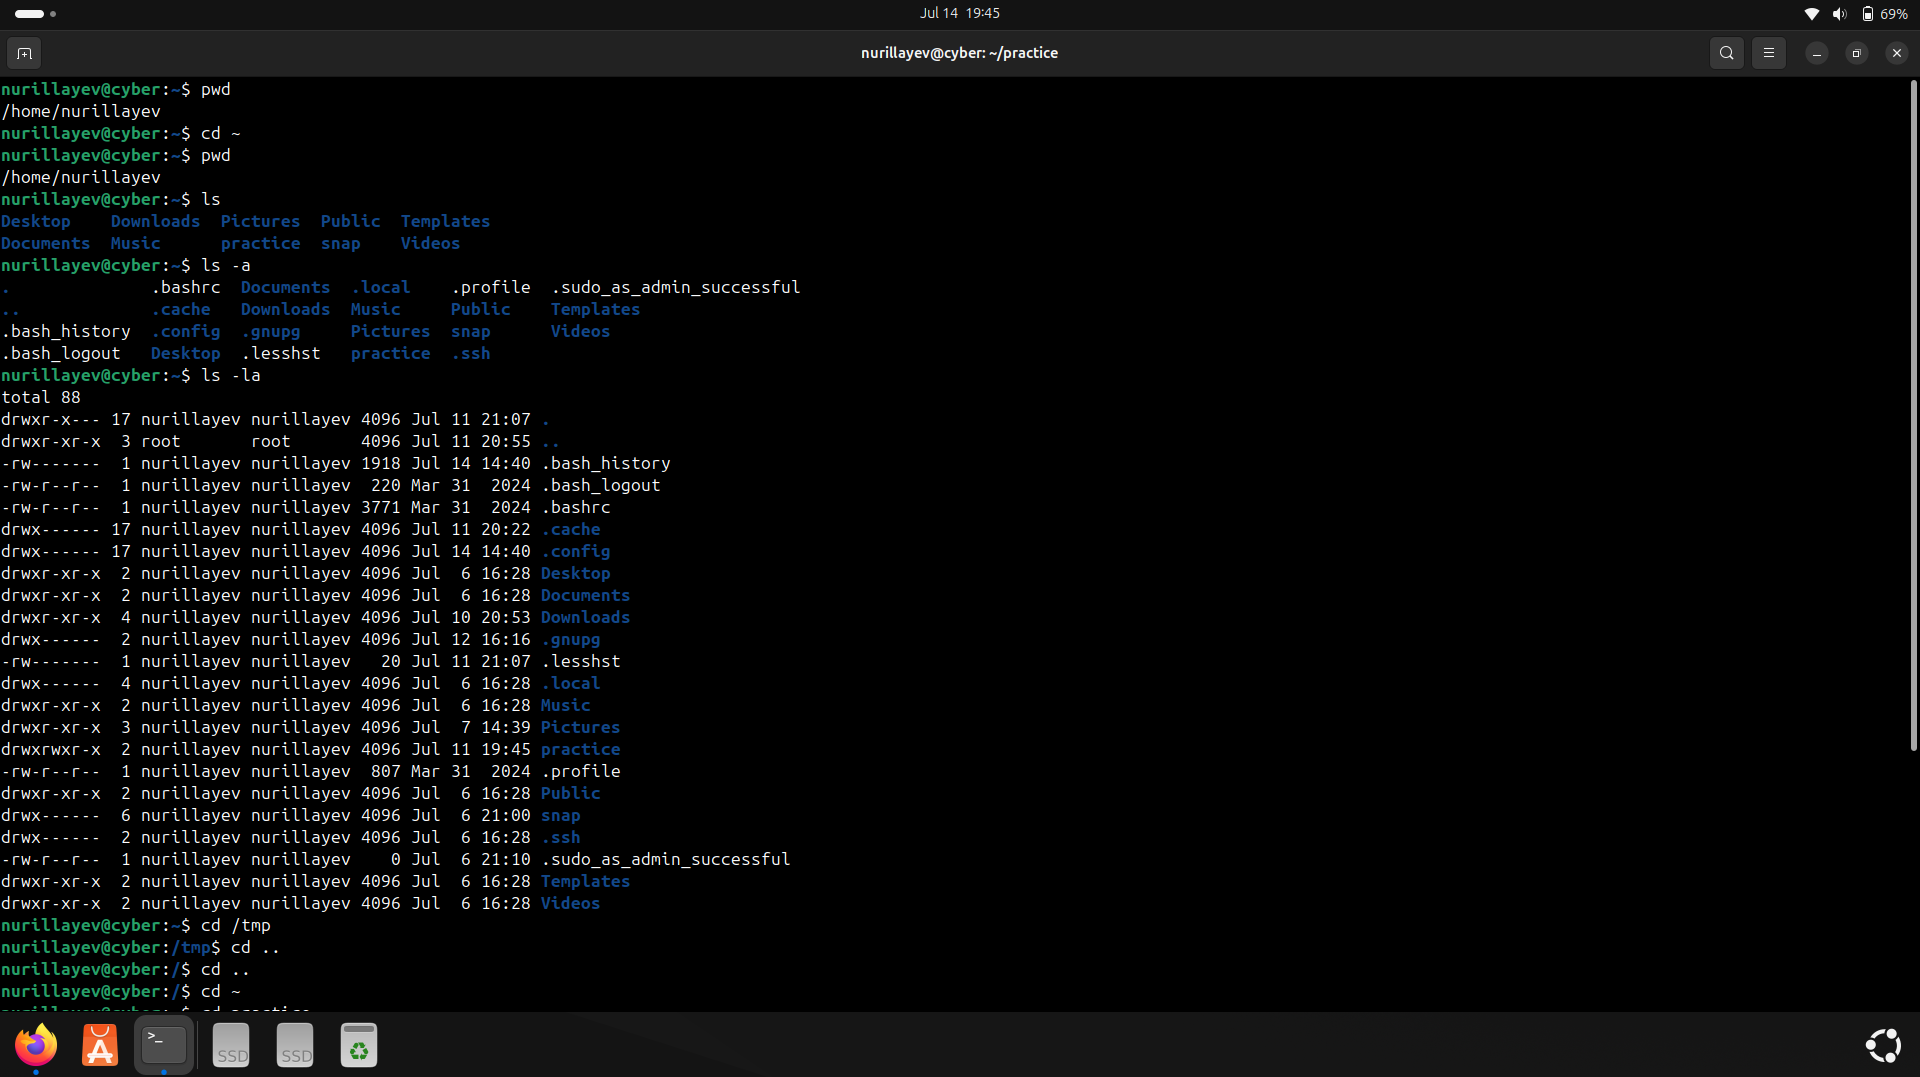 Jul 14 19:45
69%
nurillayev@cyber: ~/practice
nurillayev@cyber:~$ pwd
/home/nurillayev
nurillayev@cyber:~$ cd ~
nurillayev@cyber:~$ pwd
/home/nurillayev
nurillayev@cyber:~$ ls
Desktop    Downloads  Pictures  Public  Templates
Documents  Music      practice  snap    Videos
nurillayev@cyber:~$ ls -a
.              .bashrc  Documents  .local    .profile  .sudo_as_admin_successful
..             .cache   Downloads  Music     Public    Templates
.bash_history  .config  .gnupg     Pictures  snap      Videos
.bash_logout   Desktop  .lesshst   practice  .ssh
nurillayev@cyber:~$ ls -la
total 88
drwxr-x--- 17 nurillayev nurillayev 4096 Jul 11 21:07 .
drwxr-xr-x  3 root       root       4096 Jul 11 20:55 ..
-rw-------  1 nurillayev nurillayev 1918 Jul 14 14:40 .bash_history
-rw-r--r--  1 nurillayev nurillayev  220 Mar 31  2024 .bash_logout
-rw-r--r--  1 nurillayev nurillayev 3771 Mar 31  2024 .bashrc
drwx------ 17 nurillayev nurillayev 4096 Jul 11 20:22 .cache
drwx------ 17 nurillayev nurillayev 4096 Jul 14 14:40 .config
drwxr-xr-x  2 nurillayev nurillayev 4096 Jul  6 16:28 Desktop
drwxr-xr-x  2 nurillayev nurillayev 4096 Jul  6 16:28 Documents
drwxr-xr-x  4 nurillayev nurillayev 4096 Jul 10 20:53 Downloads
drwx------  2 nurillayev nurillayev 4096 Jul 12 16:16 .gnupg
-rw-------  1 nurillayev nurillayev   20 Jul 11 21:07 .lesshst
drwx------  4 nurillayev nurillayev 4096 Jul  6 16:28 .local
drwxr-xr-x  2 nurillayev nurillayev 4096 Jul  6 16:28 Music
drwxr-xr-x  3 nurillayev nurillayev 4096 Jul  7 14:39 Pictures
drwxrwxr-x  2 nurillayev nurillayev 4096 Jul 11 19:45 practice
-rw-r--r--  1 nurillayev nurillayev  807 Mar 31  2024 .profile
drwxr-xr-x  2 nurillayev nurillayev 4096 Jul  6 16:28 Public
drwx------  6 nurillayev nurillayev 4096 Jul  6 21:00 snap
drwx------  2 nurillayev nurillayev 4096 Jul  6 16:28 .ssh
-rw-r--r--  1 nurillayev nurillayev    0 Jul  6 21:10 .sudo_as_admin_successful
drwxr-xr-x  2 nurillayev nurillayev 4096 Jul  6 16:28 Templates
drwxr-xr-x  2 nurillayev nurillayev 4096 Jul  6 16:28 Videos
nurillayev@cyber:~$ cd /tmp
nurillayev@cyber:/tmp$ cd ..
nurillayev@cyber:/$ cd ..
nurillayev@cyber:/$ cd ~
>_
SSD
SSD